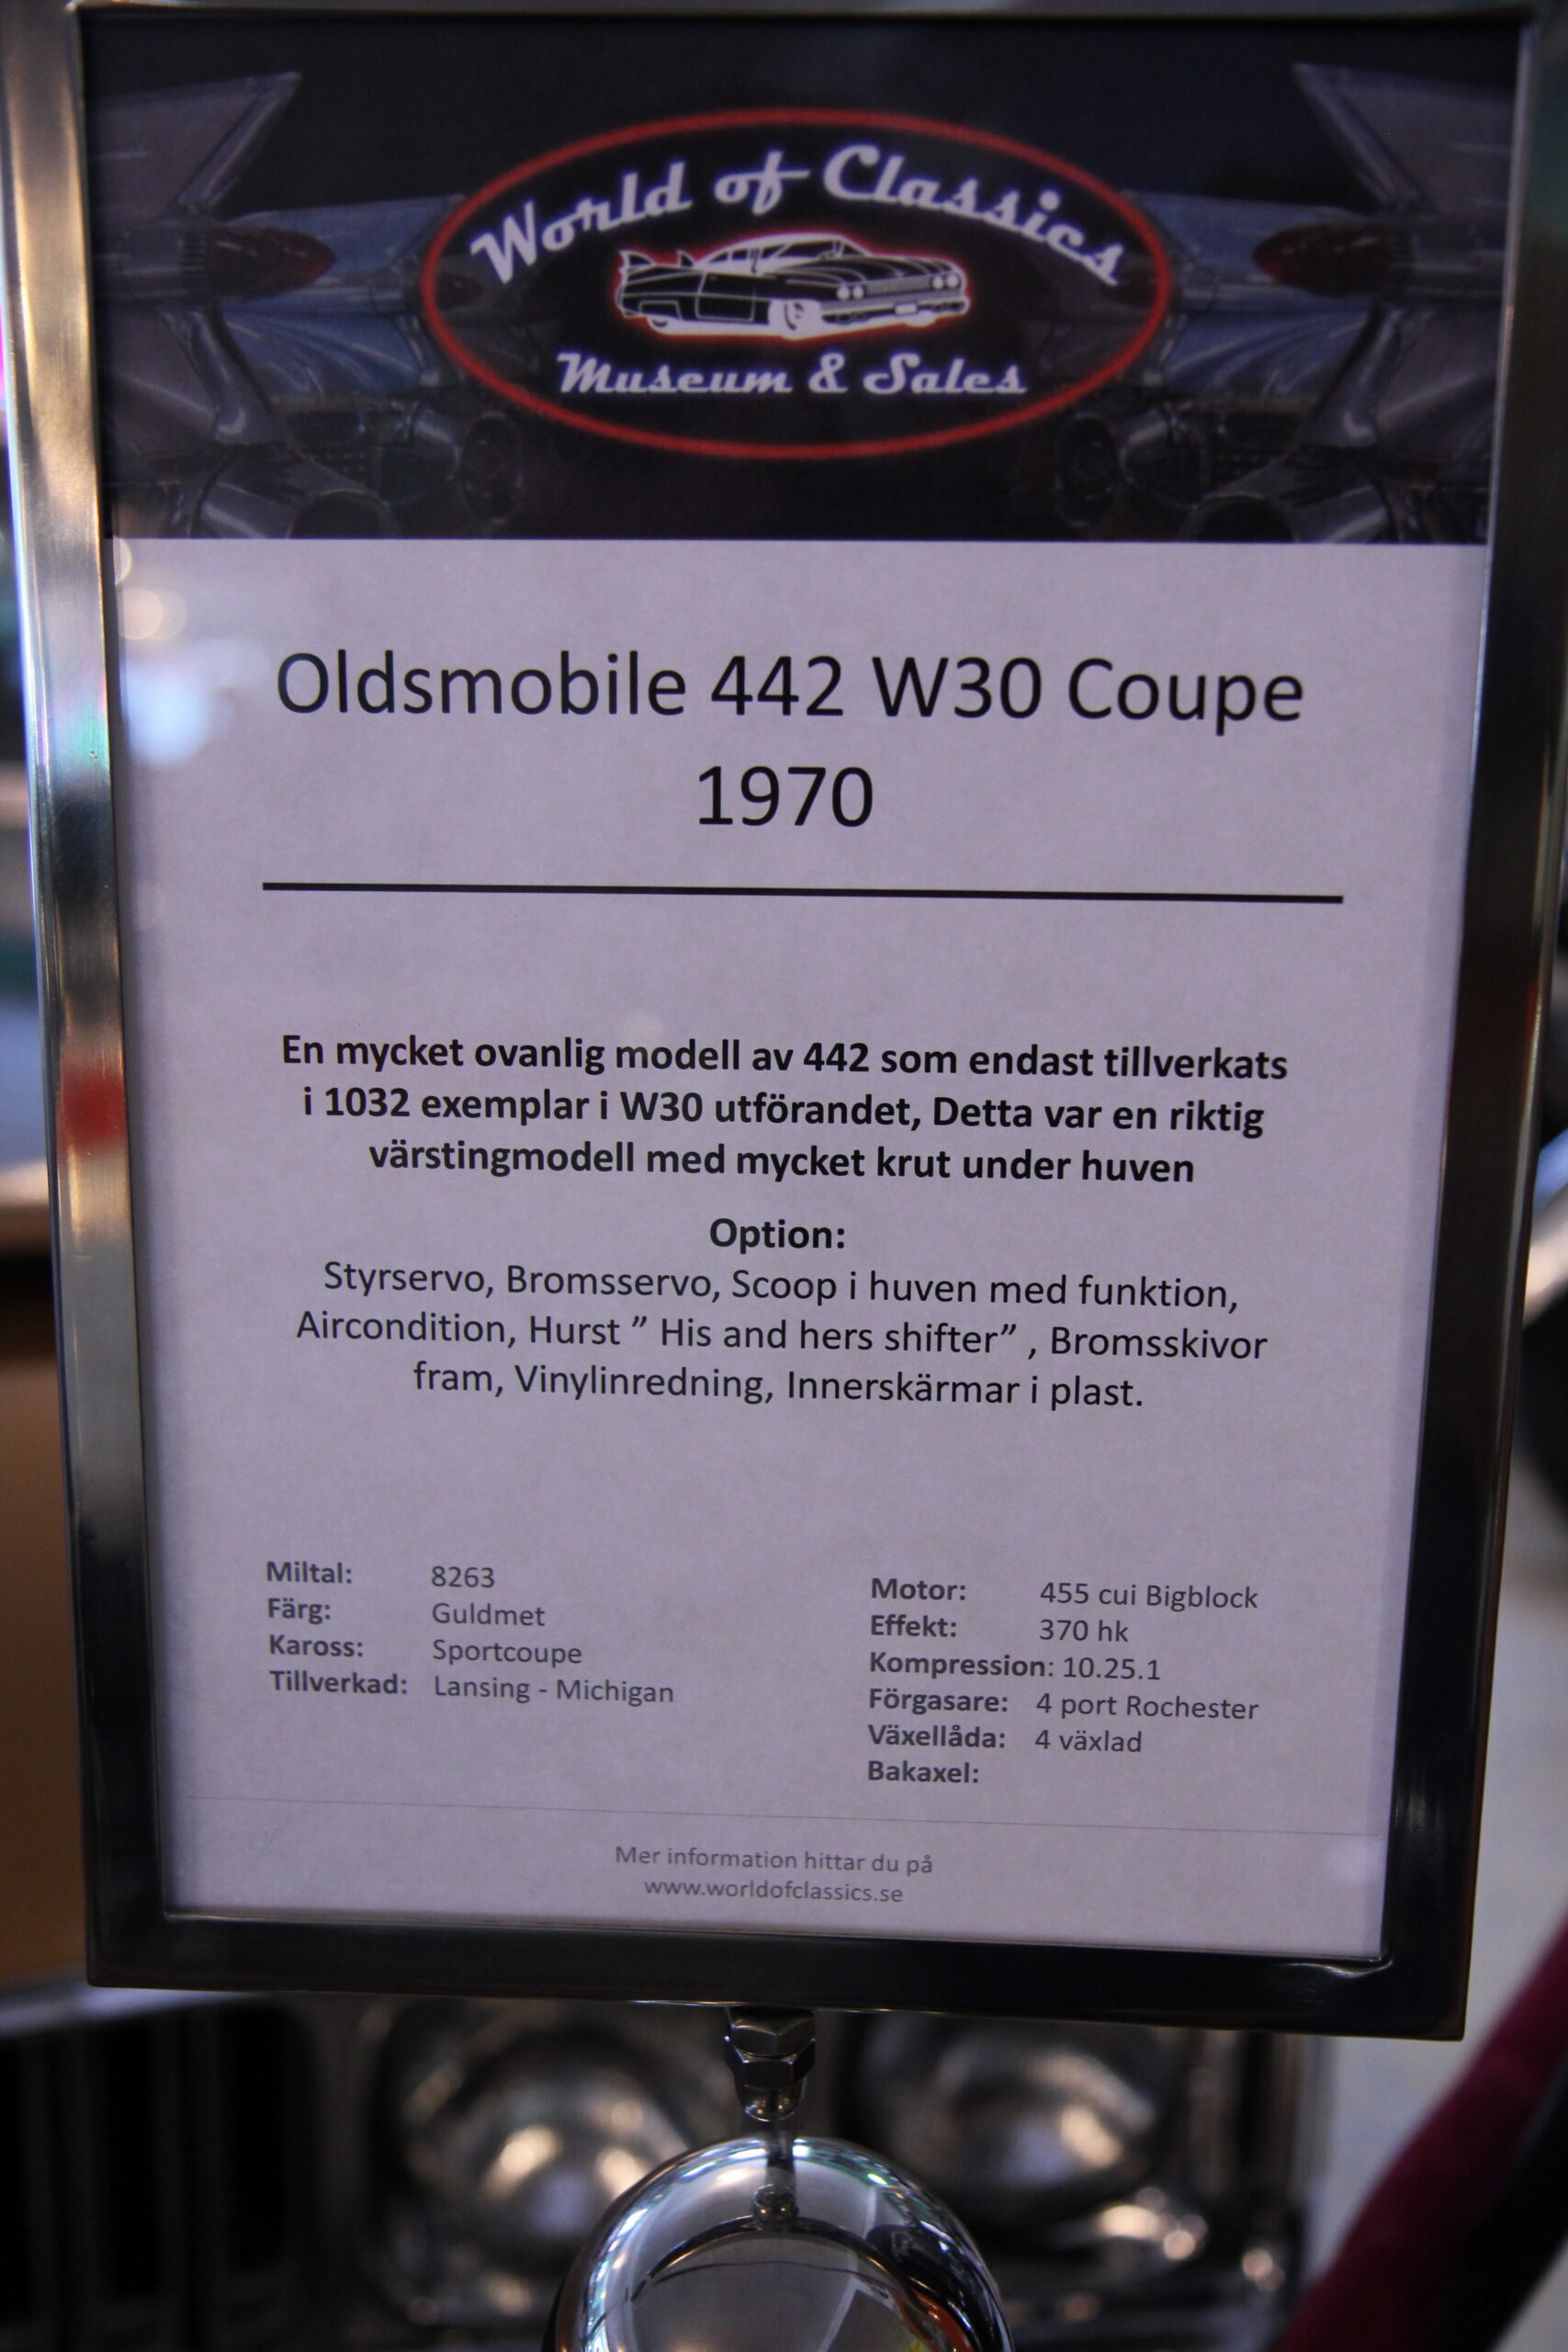 World of Classics
Museum & Sales
Oldsmobile 442 W30 Coupe
1970
En mycket ovanlig modell av 442 som endast tillverkats
i 1032 exemplar i W30 utförandet, Detta var en riktig
värstingmodell med mycket krut under huven
Option:
Styrservo, Bromsservo, Scoop i huven med funktion,
Aircondition, Hurst ” His and hers shifter” , Bromsskivor
fram, Vinylinredning, Innerskärmar i plast.
Miltal: 8263
Färg: Guldmet
Kaross: Sportcoupe
Tillverkad: Lansing - Michigan
Motor: 455 cui Bigblock
Effekt: 370 hk
Kompression: 10.25.1
Förgasare: 4 port Rochester
Växellåda: 4 växlad
Bakaxel:
Mer information hittar du på
www.worldofclassics.se